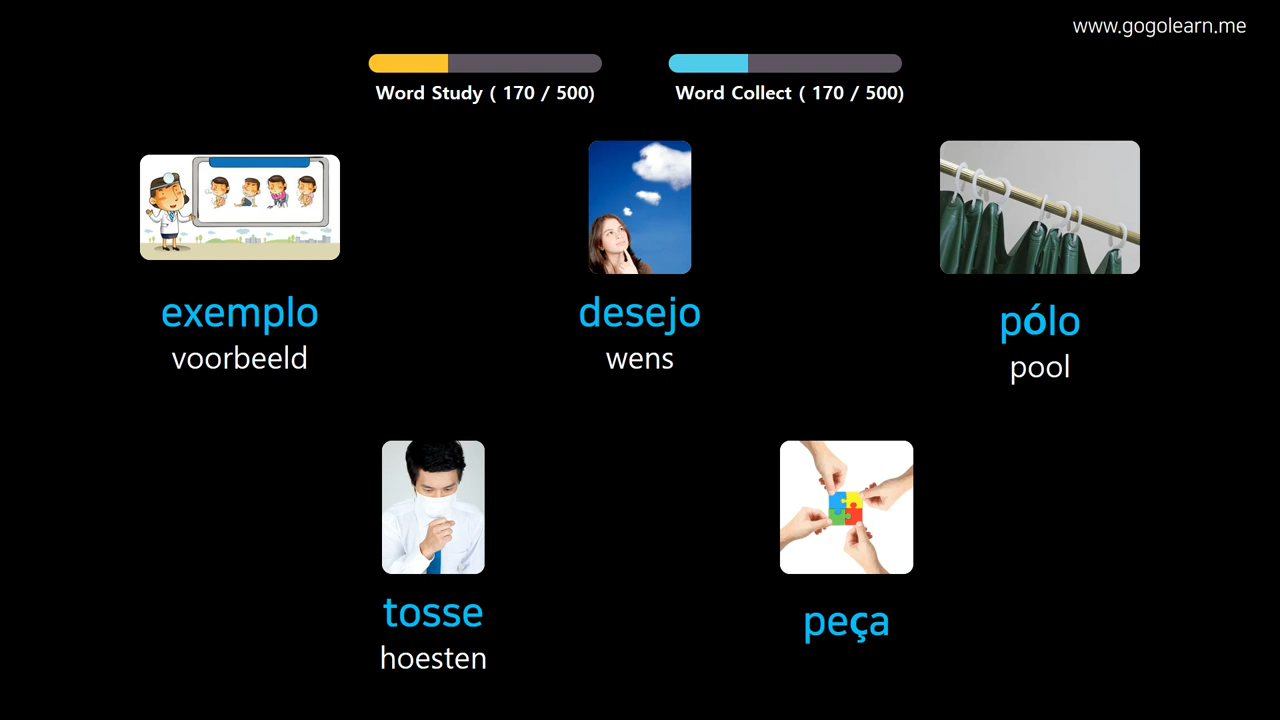 www.gogolearn.me
Word Study ( 170 / 500)
Word Collect ( 170 / 500)
exemplo
voorbeeld
desejo
wens
pólo
pool
tosse
hoesten
peça